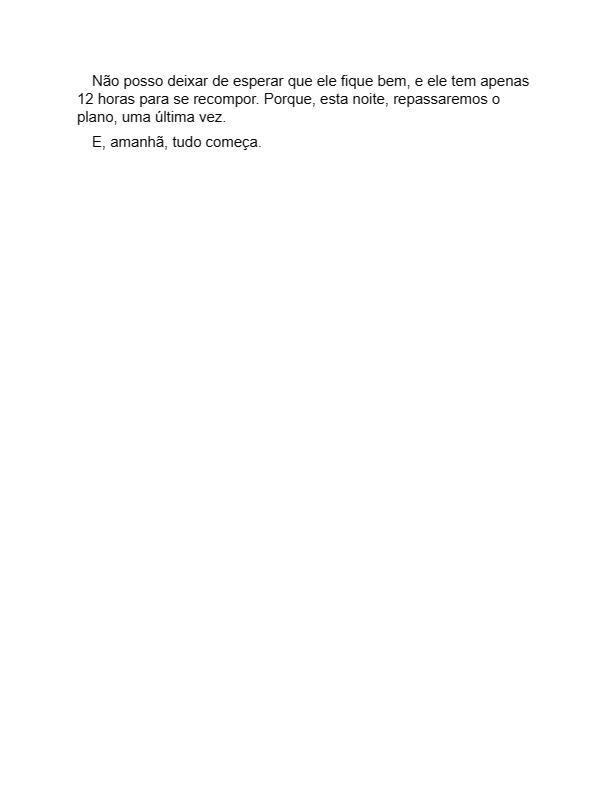 Não posso deixar de esperar que ele fique bem, e ele tem apenas
12 horas para se recompor. Porque, esta noite, repassaremos o
plano, uma última vez.
E, amanhã, tudo começa.